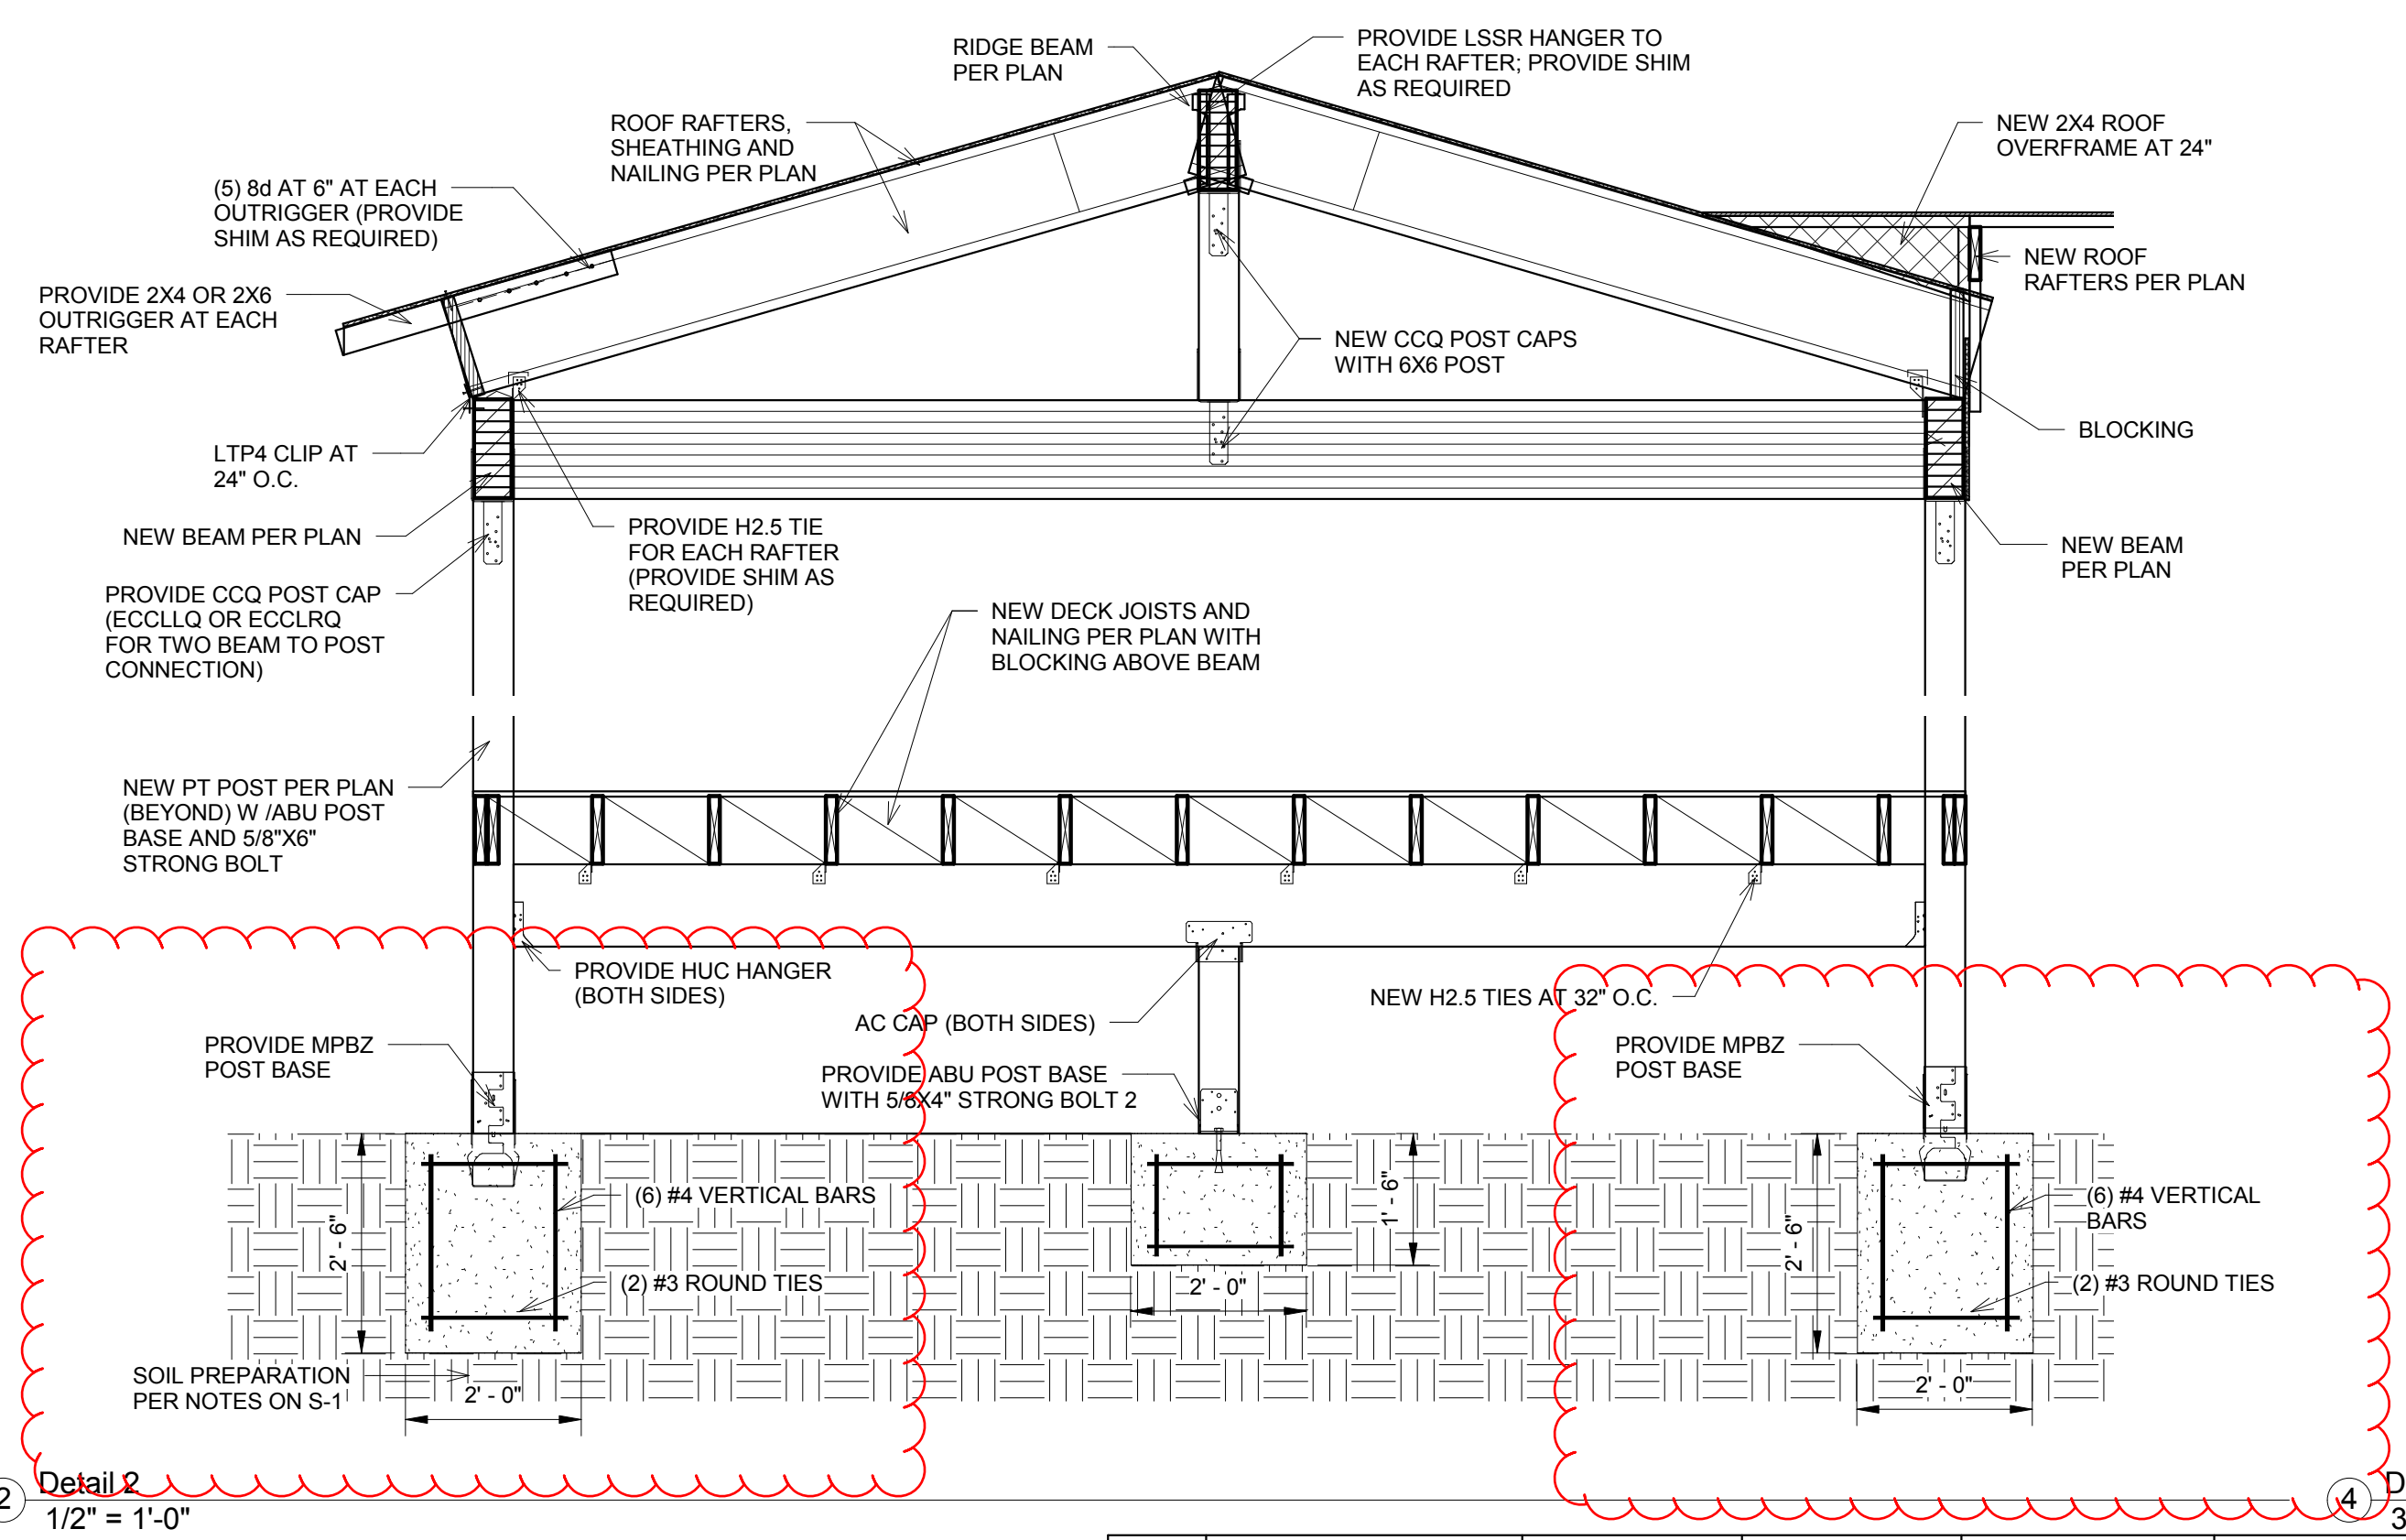 RIDGE BEAM
PER PLAN
PROVIDE LSSR HANGER TO
EACH RAFTER; PROVIDE SHIM
AS REQUIRED
ROOF RAFTERS,
SHEATHING AND
NAILING PER PLAN
NEW 2X4 ROOF
OVERFRAME AT 24"
(5) 8d AT 6" AT EACH
OUTRIGGER (PROVIDE
SHIM AS REQUIRED)
NEW ROOF
RAFTERS PER PLAN
PROVIDE 2X4 OR 2X6
OUTRIGGER AT EACH
RAFTER
NEW CCQ POST CAPS
WITH 6X6 POST
BLOCKING
LTP4 CLIP AT
24" O.C.
NEW BEAM PER PLAN
PROVIDE H2.5 TIE
FOR EACH RAFTER
(PROVIDE SHIM AS
REQUIRED)
NEW BEAM
PER PLAN
PROVIDE CCQ POST CAP
(ECCLLQ OR ECCLRQ
FOR TWO BEAM TO POST
CONNECTION)
NEW DECK JOISTS AND
NAILING PER PLAN WITH
BLOCKING ABOVE BEAM
NEW PT POST PER PLAN
(BEYOND) W /ABU POST
BASE AND 5/8"X6"
STRONG BOLT
PROVIDE HUC HANGER
(BOTH SIDES)
NEW H2.5 TIES AT 32" O.C.
AC CAP (BOTH SIDES)
PROVIDE MPBZ
POST BASE
PROVIDE ABU POST BASE
WITH 5/8X4" STRONG BOLT 2
PROVIDE MPBZ
POST BASE
(6) #4 VERTICAL BARS
2' - 6"
(2) #3 ROUND TIES
1' - 6"
2' - 0"
(6) #4 VERTICAL
BARS
2' - 6"
(2) #3 ROUND TIES
SOIL PREPARATION
PER NOTES ON S-1
2' - 0"
2' - 0"
2 Detail 2
1/2" = 1'-0"
4 D
3